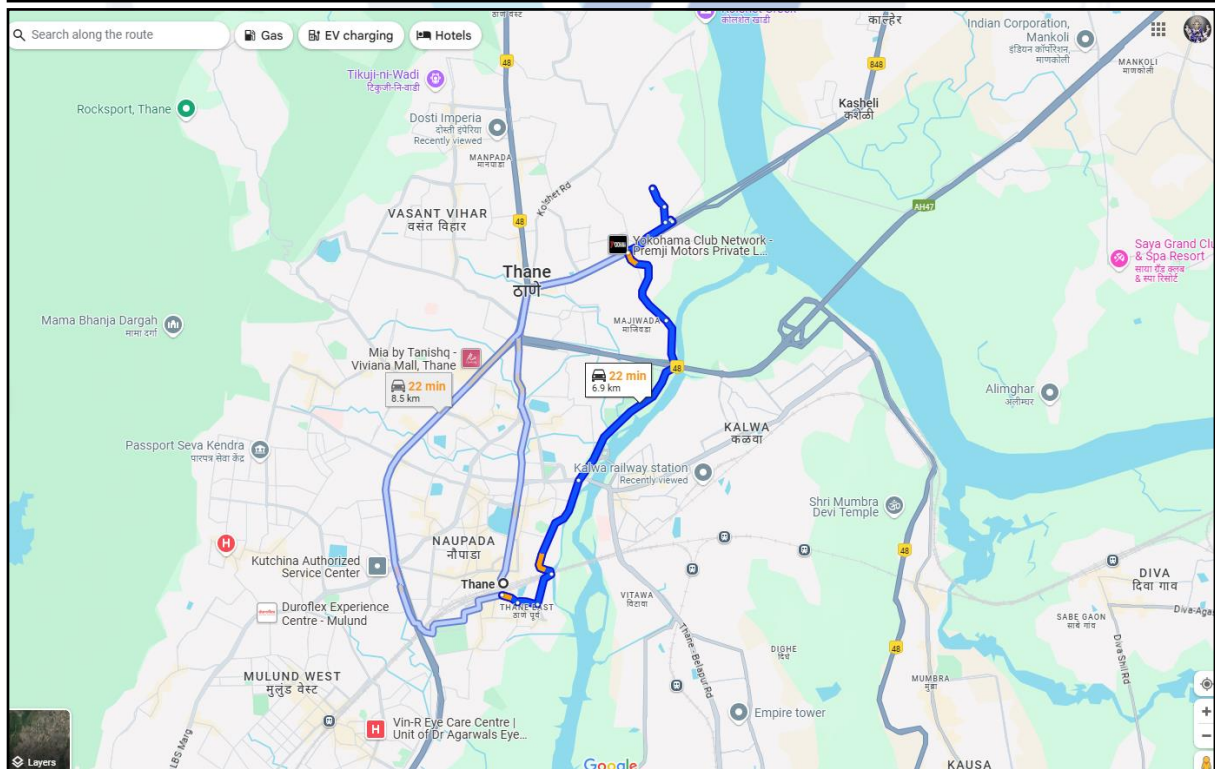 ठाणे वेस्ट
कोलशेत खाडी
काल्हेर
Search along the route
Gas
EV charging
Hotels
Indian Corporation,
Mankoli
इंडियन कॉर्पोरेशन,
माणकोली
MANKOLI
माणकोली
48
848
Tikuji-ni-Wadi
टिकुजी-नि-वाडी
Rocksport, Thane
Dosti Imperia
दोस्ती इंपेरिया
Recently viewed
Kasheli
कशेळी
MANPADA
मानपाडा
Kolshet Rd
VASANT VIHAR
वसंत विहार
48
AH47
Yokohama Club Network -
Premji Motors Private L...
Saya Grand Clu
& Spa Resort
साया ग्रँड क्लब
& स्पा रिसॉर्ट
Thane
ठाणे
Mama Bhanja Dargah
मामा दर्गा
MAJIWADA
माजिवडा
Mia by Tanishq -
Viviana Mall, Thane
48
22 min
8.5 km
22 min
6.9 km
Alimghar
अलीमघर
KALWA
कळवा
Passport Seva Kendra
पारपत्र सेवा केंद्र
Kalwa railway station
Recently viewed
Shri Mumbra
Devi Temple
H
NAUPADA
नौपाडा
48
Kutchina Authorized
Service Center
Thane
THANE EAST
ठाणे पूर्व
VITAWA
विटावा
DIVA
दिवा गाव
Duroflex Experience
Centre - Mulund
SABE GAON
साबे गांव
Diva-Agas
Thane - Belapur Rd
DIGHE
दिघे
48
Diva Shil Rd
MULUND WEST
मुलुंड वेस्ट
MUMBRA
मुंब्रा
H
Vin-R Eye Care Centre |
Unit of Dr Agarwals Eye...
Empire tower
LBS Marg
Layers
Google
KAUSA